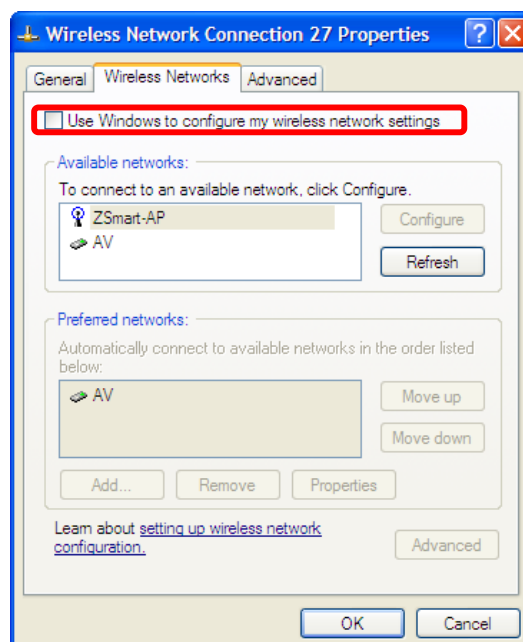 Wireless Network Connection 27 Properties
General Wireless Networks Advanced
Use Windows to configure my wireless network settings
Available networks:
To connect to an available network, click Configure.
ZSmart-AP
Configure
AV
Refresh
Preferred networks:
Automatically connect to available networks in the order listed
below:
AV
Move up
Move down
Add... Remove Properties
Learn about setting up wireless network
configuration.
Advanced
OK Cancel